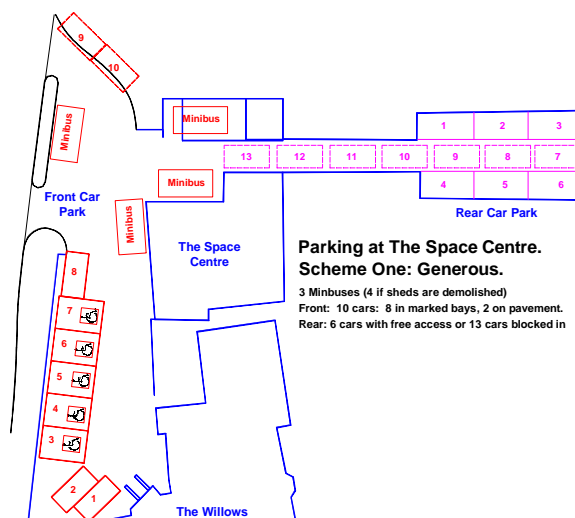 9
10
Minibus
Minibus
1
2
3
13
12
11
10
9
8
7
Minibus
4
5
6
Front Car
Park
Minibus
Rear Car Park
The Space
Centre
Parking at The Space Centre.
Scheme One: Generous.
3 Minbuses (4 if sheds are demolished)
Front: 10 cars: 8 in marked bays, 2 on pavement.
Rear: 6 cars with free access or 13 cars blocked in
8
7
6
5
4
3
2
1
The Willows